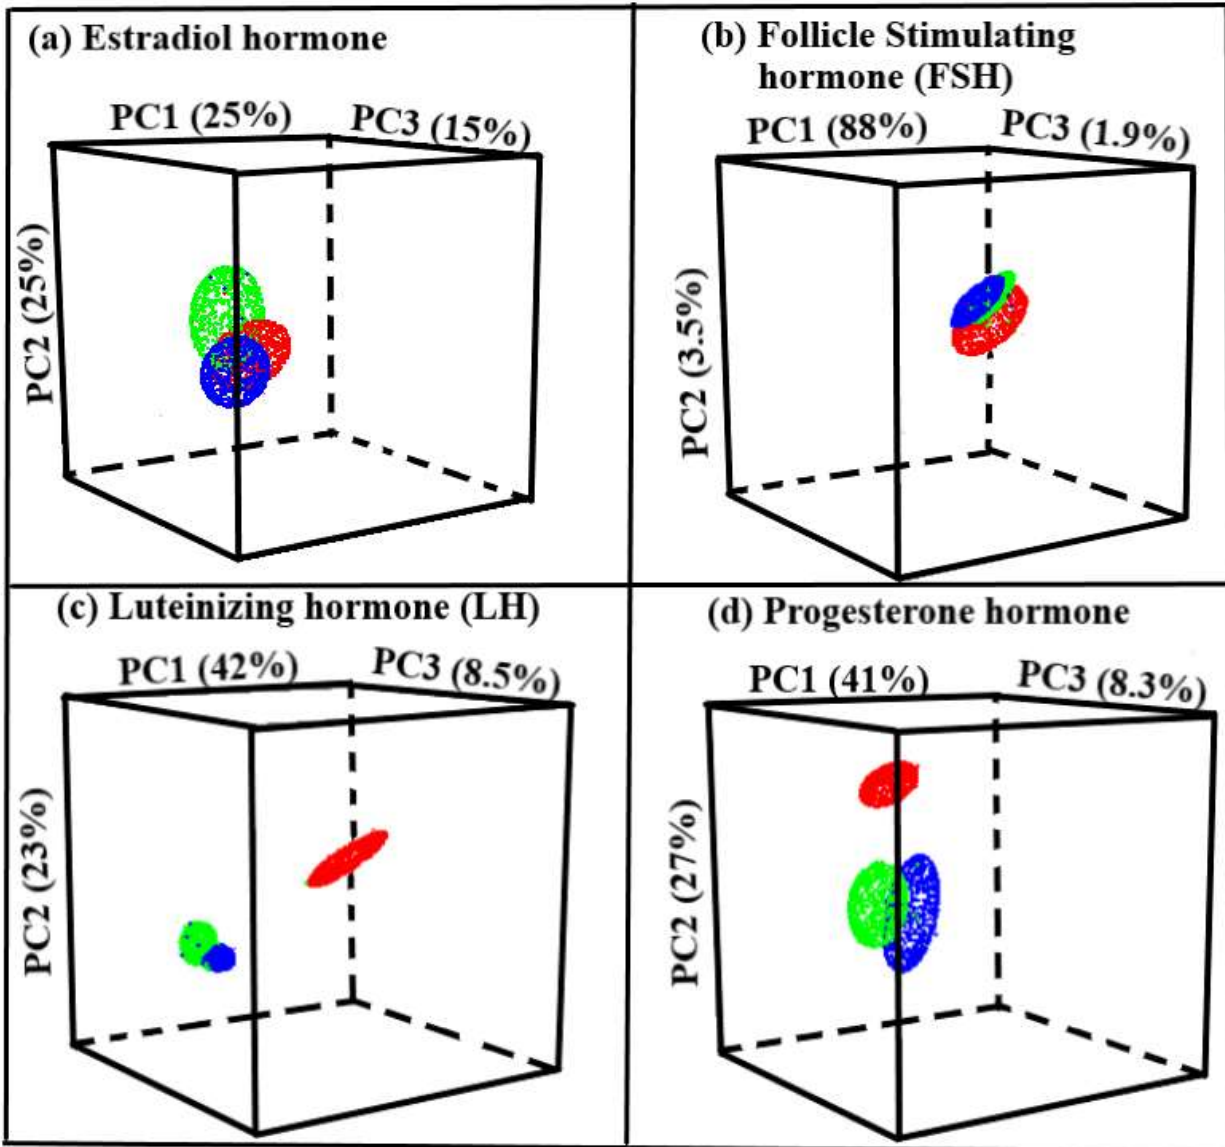 (a) Estradiol hormone
PC1 (25%)
PC3 (15%)
PC2 (25%)
(b) Follicle Stimulating
hormone (FSH)
PC1 (88%)
PC3 (1.9%)
PC2 (3.5%)
(c) Luteinizing hormone (LH)
PC1 (42%)
PC3 (8.5%)
PC2 (23%)
(d) Progesterone hormone
PC1 (41%)
PC3 (8.3%)
PC2 (27%)